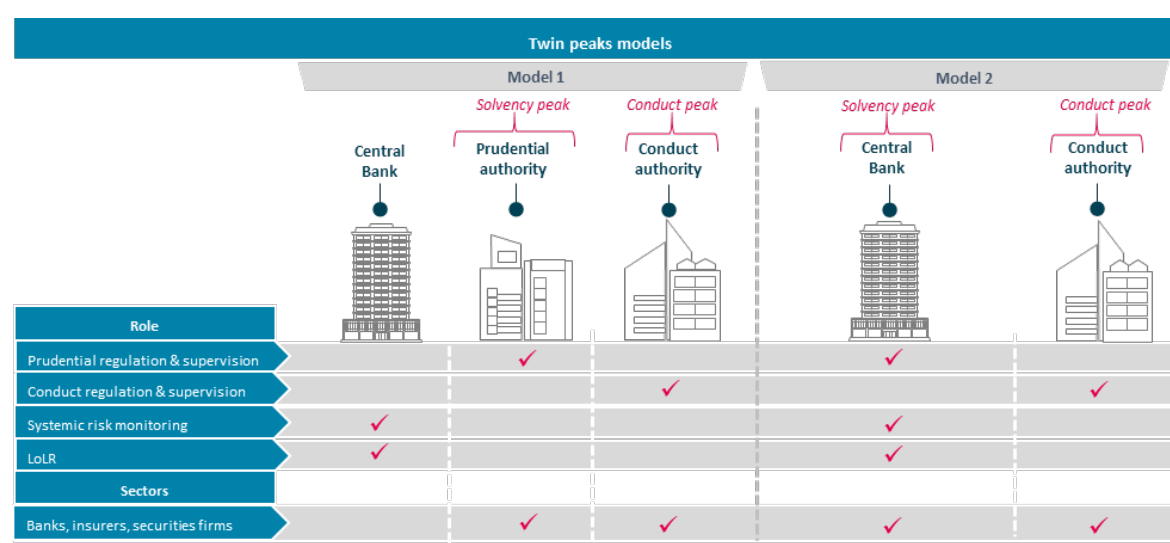 Twin peaks models
Model 1
Model 2
Solvency peak
Conduct peak
Solvency peak
Conduct peak
Central
Bank
Prudential
authority
Conduct
authority
Central
Bank
Conduct
authority
Role
Prudential regulation & supervision
Conduct regulation & supervision
Systemic risk monitoring
LoLR
Sectors
Banks, insurers, securities firms